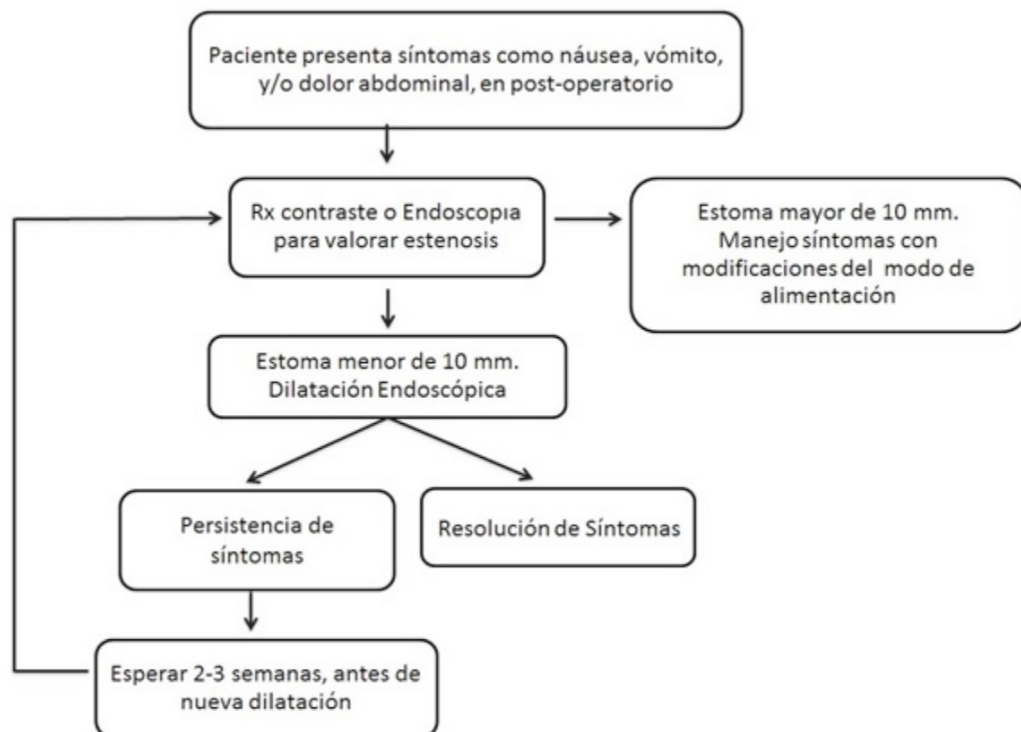 Paciente presenta síntomas como náusea, vómito,
y/o dolor abdominal, en post-operatorio
Rx contraste o Endoscopia
para valorar estenosis
Estoma mayor de 10 mm.
Manejo síntomas con
modificaciones del modo de
alimentación
Estoma menor de 10 mm.
Dilatación Endoscópica
Persistencia de
síntomas
Resolución de Síntomas
Esperar 2-3 semanas, antes de
nueva dilatación